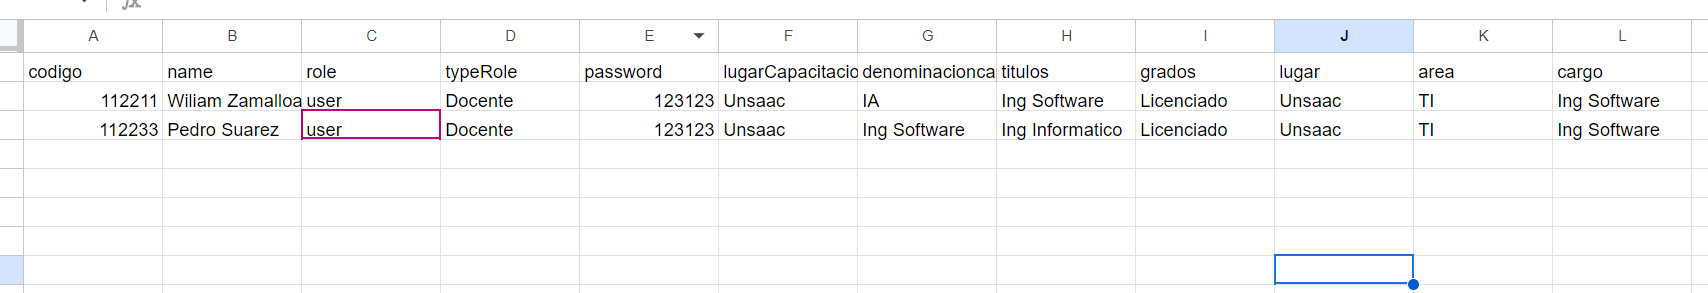 fx
A B C D E F G H I J K L
codigo name role typeRole password lugarCapacitacio denominacionca titulos grados lugar area cargo
112211 Wiliam Zamalloa user Docente 123123 Unsaac IA Ing Software Licenciado Unsaac TI Ing Software
112233 Pedro Suarez user Docente 123123 Unsaac Ing Software Ing Informatico Licenciado Unsaac TI Ing Software